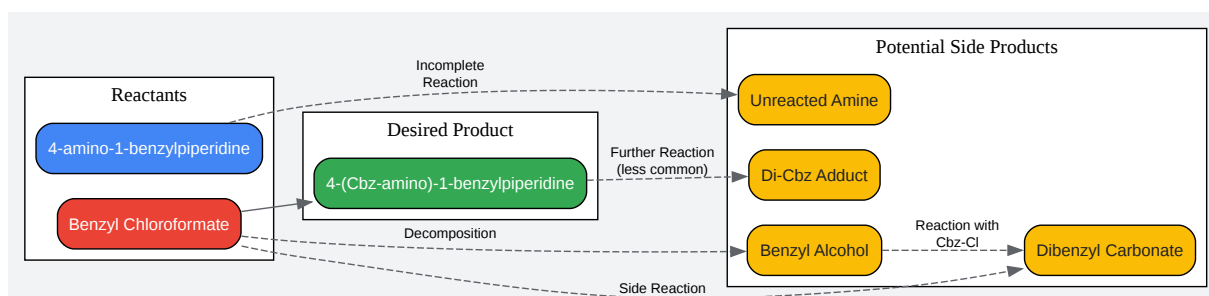 Reactants
4-amino-1-benzylpiperidine
Benzyl Chloroformate
Desired Product
4-(Cbz-amino)-1-benzylpiperidine
Potential Side Products
Unreacted Amine
Di-Cbz Adduct
Benzyl Alcohol
Dibenzyl Carbonate
Incomplete
Reaction
Further Reaction
(less common)
Decomposition
Reaction with
Cbz-Cl
Side Reaction